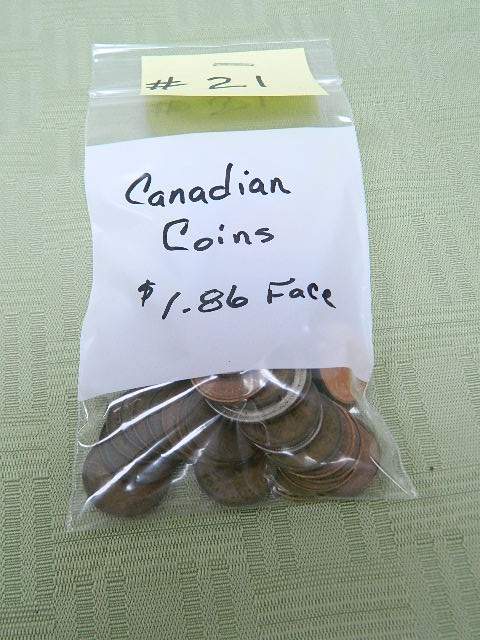 # 21
Canadian
Coins
$1.86 Face